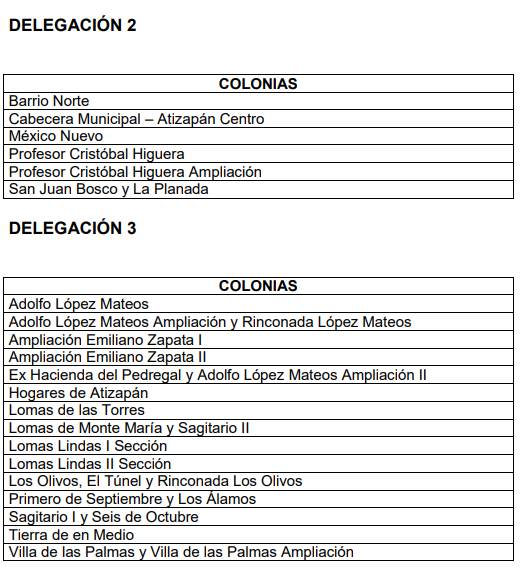 DELEGACIÓN 2
COLONIAS
Barrio Norte
Cabecera Municipal – Atizapán Centro
México Nuevo
Profesor Cristóbal Higuera
Profesor Cristóbal Higuera Ampliación
San Juan Bosco y La Planada
DELEGACIÓN 3
COLONIAS
Adolfo López Mateos
Adolfo López Mateos Ampliación y Rinconada López Mateos
Ampliación Emiliano Zapata I
Ampliación Emiliano Zapata II
Ex Hacienda del Pedregal y Adolfo López Mateos Ampliación II
Hogares de Atizapán
Lomas de las Torres
Lomas de Monte María y Sagitario II
Lomas Lindas I Sección
Lomas Lindas II Sección
Los Olivos, El Túnel y Rinconada Los Olivos
Primero de Septiembre y Los Álamos
Sagitario I y Seis de Octubre
Tierra de en Medio
Villa de las Palmas y Villa de las Palmas Ampliación